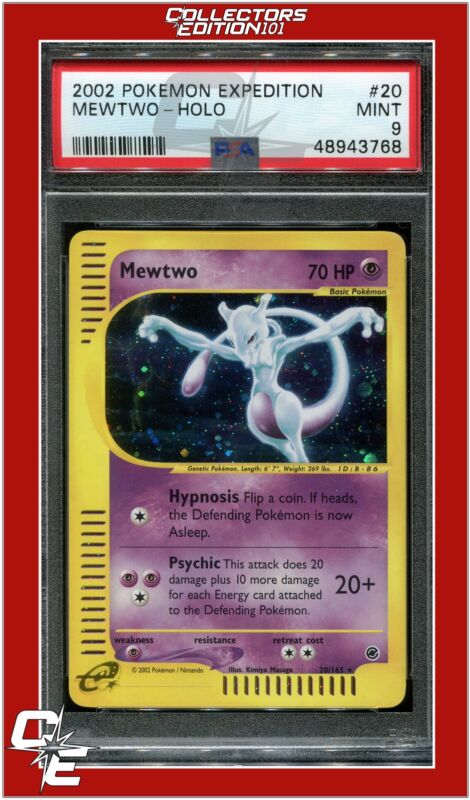 COLLECTORS
EDITION101
2002 POKEMON EXPEDITION #20
MEWTWO - HOLO MINT
9
PSA 48943768
Mewtwo 70 HP
Basic Pokémon
Genetic Pokémon. Length: 6' 7", Weight: 269 lbs. ID:B-86
Hypnosis Flip a coin. If heads,
the Defending Pokémon is now
Asleep.
Psychic This attack does 20
damage plus 10 more damage
for each Energy card attached
to the Defending Pokémon.
20+
weakness resistance retreat cost
e
© 2002 Pokémon / Nintendo Illus. Kimiya Masago 20/165 ★
CE